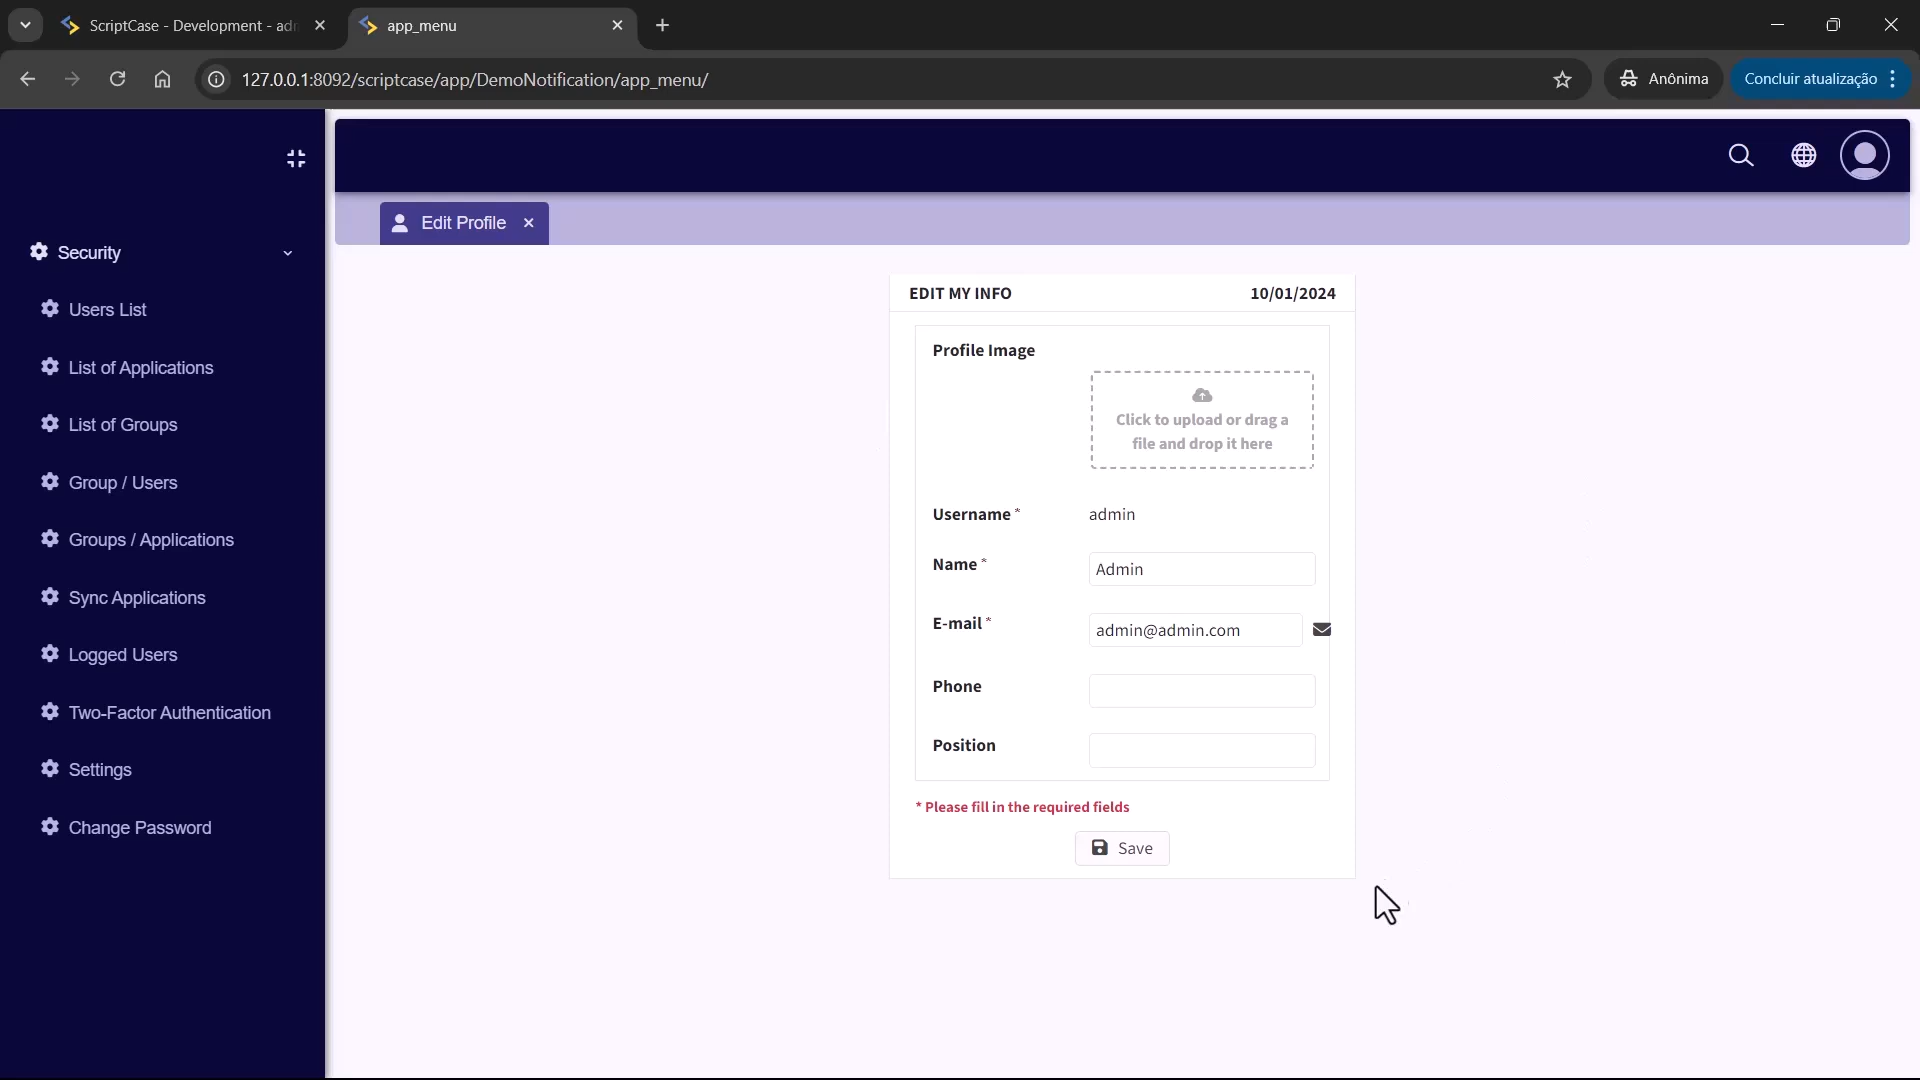 ScriptCase - Development - adn
app_menu
127.0.0.1:8092/scriptcase/app/DemoNotification/app_menu/
Anônima
Concluir atualização
Edit Profile
Security
Users List
List of Applications
List of Groups
Group / Users
Groups / Applications
Sync Applications
Logged Users
Two-Factor Authentication
Settings
Change Password
EDIT MY INFO 10/01/2024
Profile Image
Click to upload or drag a
file and drop it here
Username * admin
Name * Admin
E-mail * admin@admin.com
Phone
Position
* Please fill in the required fields
Save